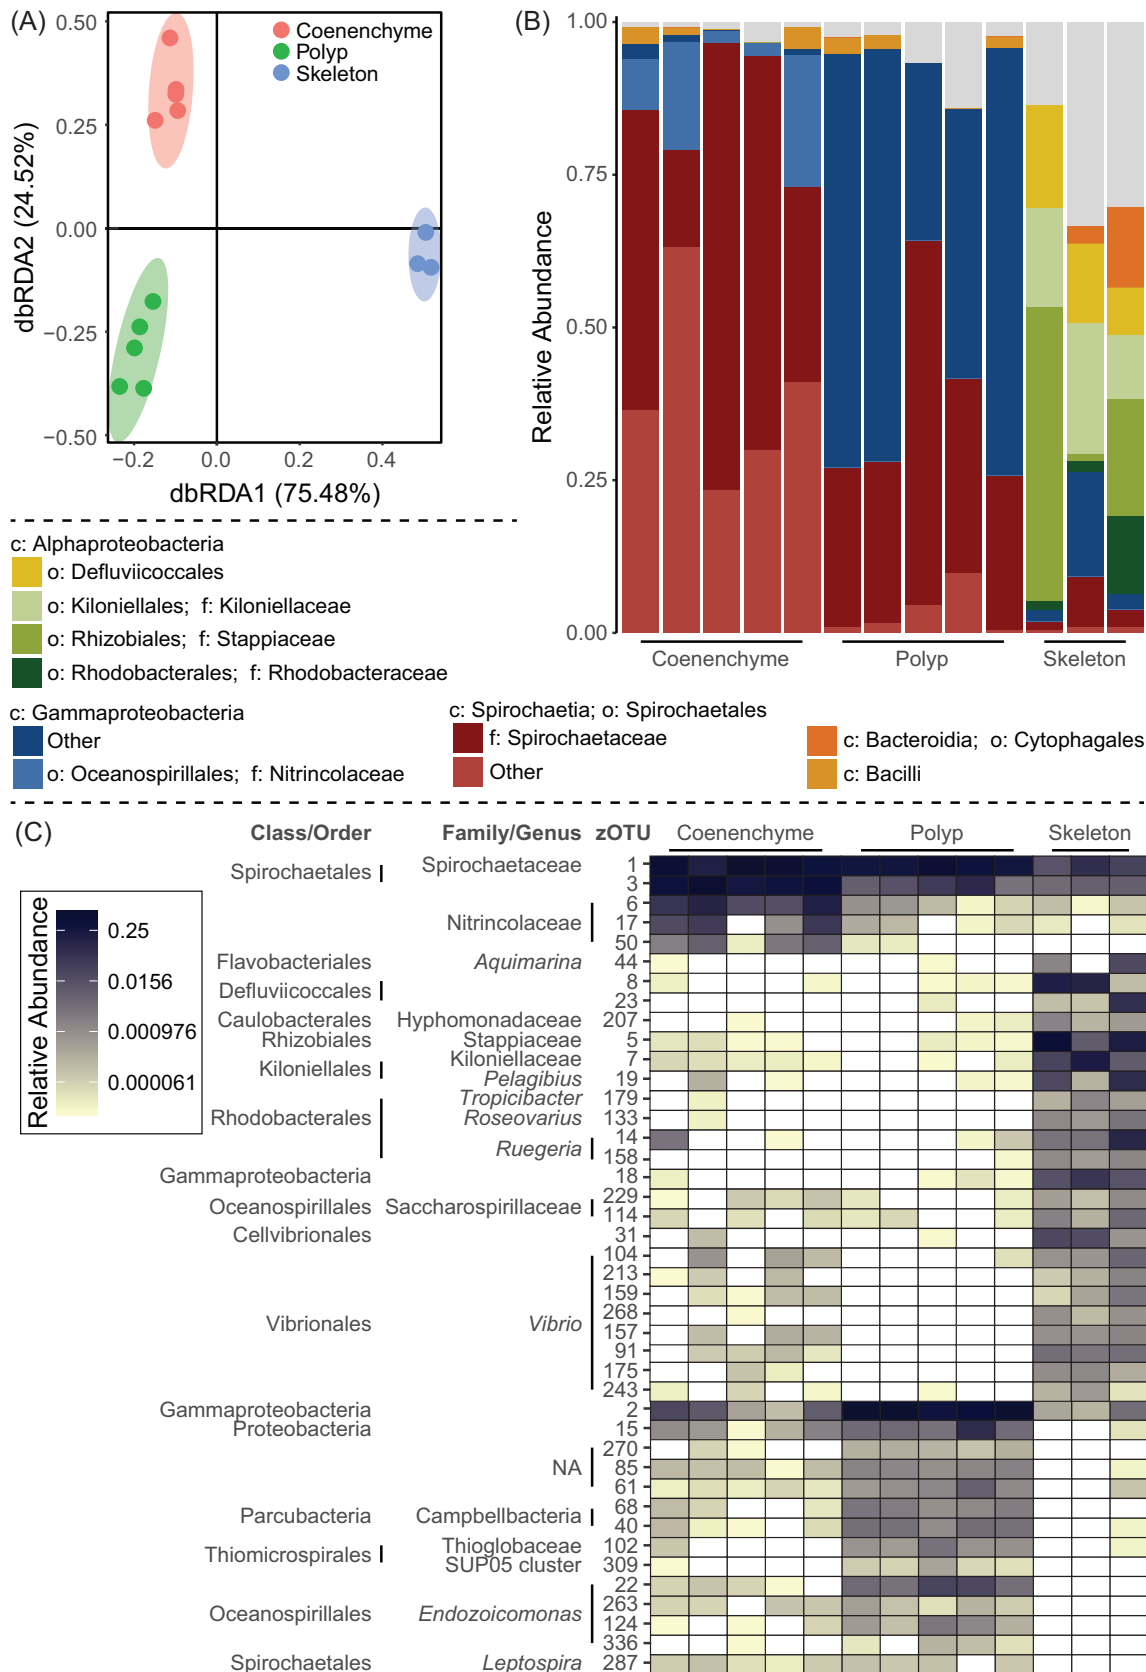 (A)
0.50
0.25
0.00
−0.25
−0.50
dbRDA2 (24.52%)
Coenenchyme
Polyp
Skeleton
−0.2
0.0
0.2
0.4
dbRDA1 (75.48%)
(B)
1.00
0.75
0.50
0.25
0.00
Relative Abundance
Coenenchyme
Polyp
Skeleton
c: Alphaproteobacteria
o: Defluviicoccales
o: Kiloniellales; f: Kiloniellaceae
o: Rhizobiales; f: Stappiaceae
o: Rhodobacterales; f: Rhodobacteraceae
c: Gammaproteobacteria
Other
o: Oceanospirillales; f: Nitrincolaceae
c: Spirochaetia; o: Spirochaetales
f: Spirochaetaceae
Other
c: Bacteroidia; o: Cytophagales
c: Bacilli
(C)
Class/Order Family/Genus zOTU Coenenchyme Polyp Skeleton
Relative Abundance
0.25
0.0156
0.000976
0.000061
Spirochaetales
Flavobacteriales
Defluviicoccales
Caulobacterales
Rhizobiales
Kiloniellales
Rhodobacterales
Gammaproteobacteria
Oceanospirillales
Cellvibrionales
Vibrionales
Gammaproteobacteria
Proteobacteria
Parcubacteria
Thiomicrospirales
Oceanospirillales
Spirochaetales
Spirochaetaceae
Nitrincolaceae
Aquimarina
Hyphomonadaceae
Stappiaceae
Kiloniellaceae
Pelagibius
Tropicibacter
Roseovarius
Ruegeria
Saccharospirillaceae
Vibrio
NA
Campbellbacteria
Thioglobaceae
SUP05 cluster
Endozoicomonas
Leptospira
1
3
6
17
50
44
8
23
207
5
7
19
179
133
14
158
18
229
114
31
104
213
159
268
157
91
175
243
2
15
270
85
61
68
40
102
309
22
263
124
336
287